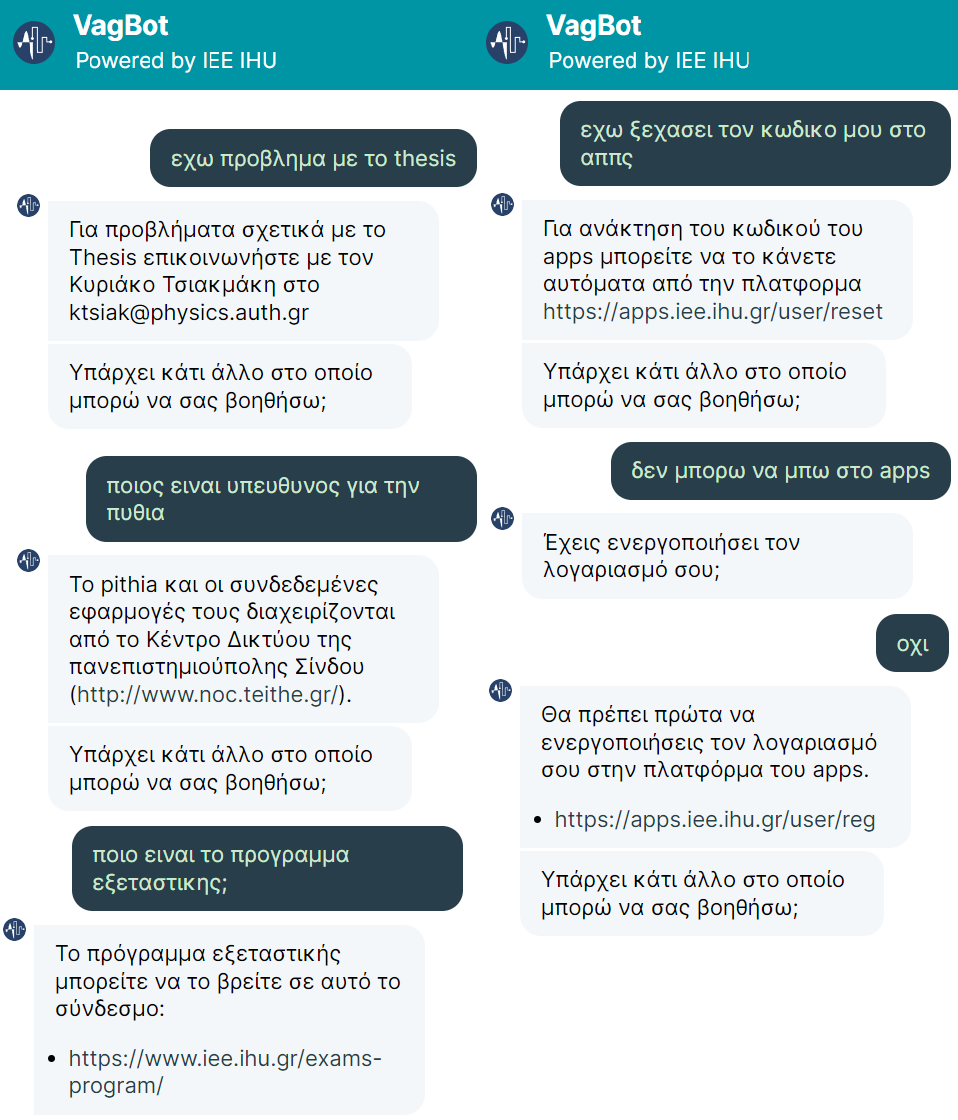 VagBot
Powered by IEE IHU
εχω προβλημα με το thesis
Για προβλήματα σχετικά με το
Thesis επικοινωνήστε με τον
Κυριάκο Τσιακμάκη στο
ktsiak@physics.auth.gr
Υπάρχει κάτι άλλο στο οποίο
μπορώ να σας βοηθήσω;
ποιος ειναι υπευθυνος για την
πυθια
Το pithia και οι συνδεδεμένες
εφαρμογές τους διαχειρίζονται
από το Κέντρο Δικτύου της
πανεπιστημιούπολης Σίνδου
(http://www.noc.teithe.gr/).
Υπάρχει κάτι άλλο στο οποίο
μπορώ να σας βοηθήσω;
ποιο ειναι το προγραμμα
εξεταστικης;
Το πρόγραμμα εξεταστικής
μπορείτε να το βρείτε σε αυτό το
σύνδεσμο:
• https://www.iee.ihu.gr/exams-
program/
VagBot
Powered by IEE IHU
εχω ξεχασει τον κωδικο μου στο
αππς
Για ανάκτηση του κωδικού του
apps μπορείτε να το κάνετε
αυτόματα από την πλατφορμα
https://apps.iee.ihu.gr/user/reset
Υπάρχει κάτι άλλο στο οποίο
μπορώ να σας βοηθήσω;
δεν μπορω να μπω στο apps
Έχεις ενεργοποιήσει τον
λογαριασμό σου;
οχι
Θα πρέπει πρώτα να
ενεργοποιήσεις τον λογαριασμό
σου στην πλατφόρμα του apps.
• https://apps.iee.ihu.gr/user/reg
Υπάρχει κάτι άλλο στο οποίο
μπορώ να σας βοηθήσω;